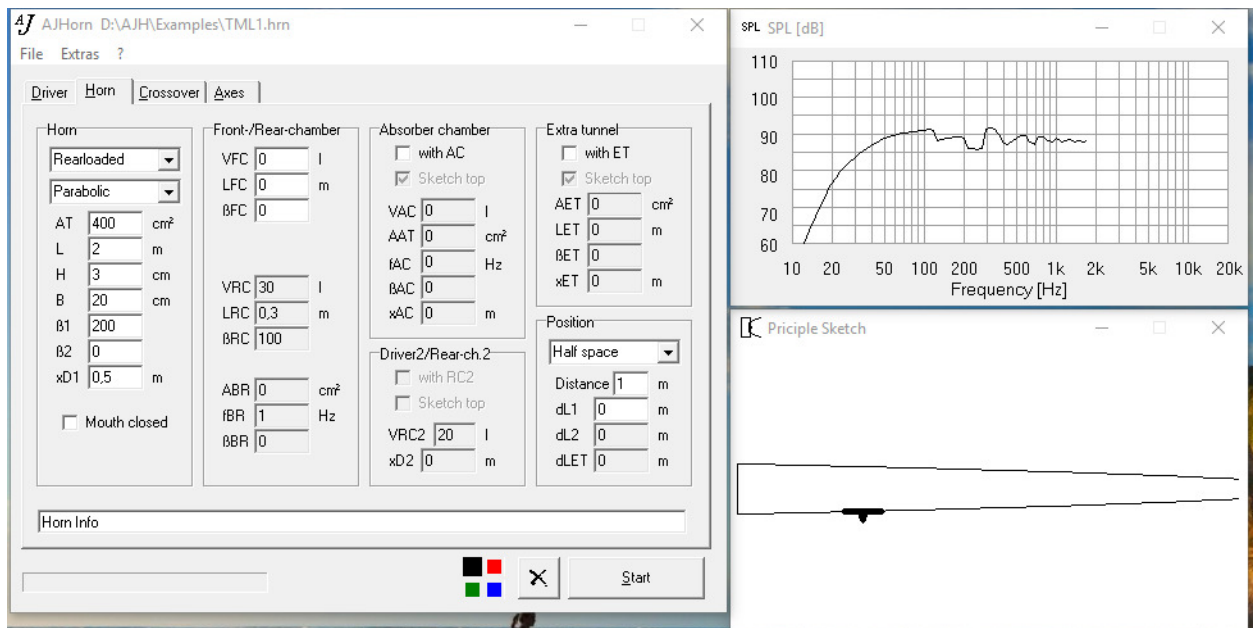 AJ AJHorn D:\AJH\Examples\TML1.hrn
File Extras ?
Driver Horn Crossover Axes
Horn
Rearloaded
Parabolic
AT 400 cm²
L 2 m
H 3 cm
B 20 cm
ß1 200
ß2 0
xD1 0,5 m
Mouth closed
Front-/Rear-chamber
VFC 0 l
LFC 0 m
ßFC 0
VRC 30 l
LRC 0,3 m
ßRC 100
ABR 0 cm²
fBR 1 Hz
ßBR 0
Absorber chamber
with AC
Sketch top
VAC 0 l
AAT 0 cm²
fAC 0 Hz
ßAC 0
xAC 0 m
Driver2/Rear-ch.2
with RC2
Sketch top
VRC2 20 l
xD2 0 m
Extra tunnel
with ET
Sketch top
AET 0 cm²
LET 0 m
ßET 0
xET 0 m
Position
Half space
Distance 1 m
dL1 0 m
dL2 0 m
dLET 0 m
Horn Info
Start
SPL SPL [dB]
110
100
90
80
70
60
10 20 50 100 200 500 1k 2k 5k 10k 20k
Frequency [Hz]
Priciple Sketch